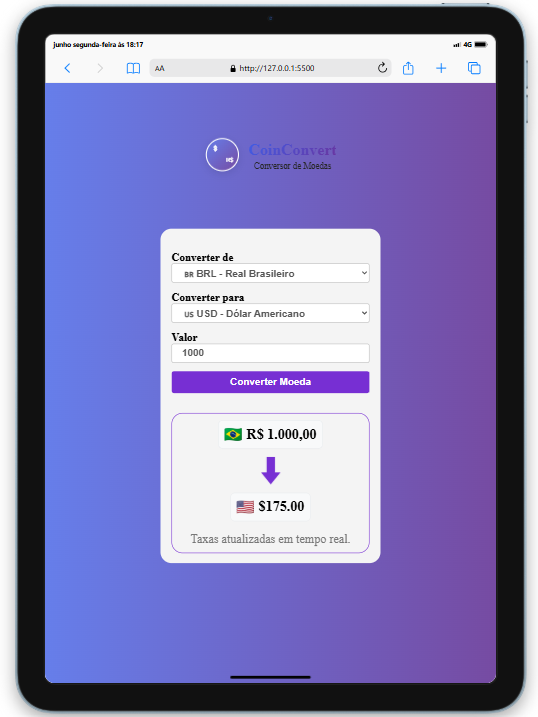 junho segunda-feira às 18:17
4G
AA
http://127.0.0.1:5500
$
R$
CoinConvert
Conversor de Moedas
Converter de
BR BRL - Real Brasileiro
Converter para
US USD - Dólar Americano
Valor
1000
Converter Moeda
R$ 1.000,00
$175.00
Taxas atualizadas em tempo real.